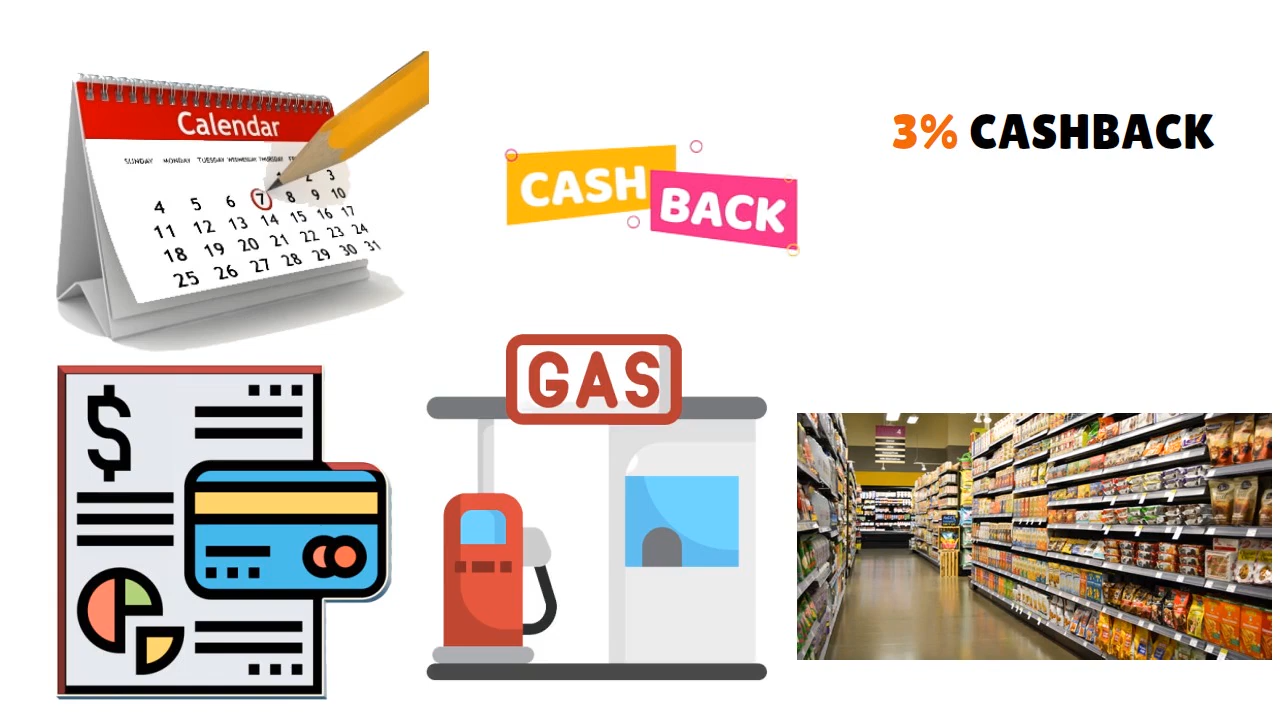 Calendar
SUNDAY MONDAY TUESDAY WEDNESDAY THURSDAY
1 2 3
4 5 6 7 8 9 10
11 12 13 14 15 16 17
18 19 20 21 22 23 24
25 26 27 28 29 30 31
CASH
BACK
3% CASHBACK
$
GAS
4